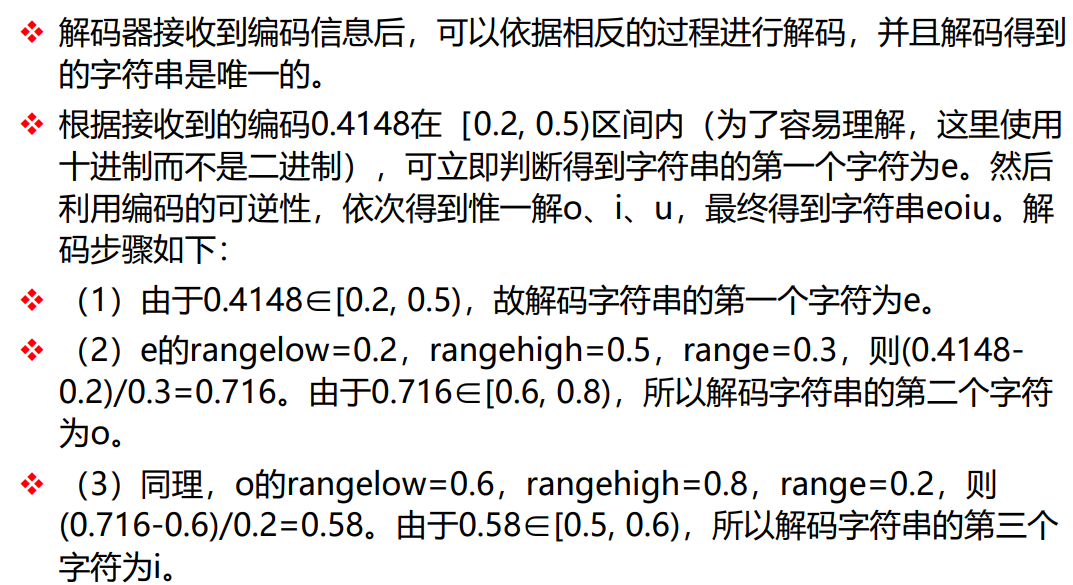 ❖ 解码器接收到编码信息后，可以依据相反的过程进行解码，并且解码得到
的字符串是唯一的。
❖ 根据接收到的编码0.4148在 [0.2, 0.5)区间内（为了容易理解，这里使用
十进制而不是二进制），可立即判断得到字符串的第一个字符为e。然后
利用编码的可逆性，依次得到惟一解o、i、u，最终得到字符串eoiu。解
码步骤如下：
❖ （1）由于0.4148∈[0.2, 0.5)，故解码字符串的第一个字符为e。
❖ （2）e的rangelow=0.2，rangehigh=0.5，range=0.3，则(0.4148-
0.2)/0.3=0.716。由于0.716∈[0.6, 0.8)，所以解码字符串的第二个字符
为o。
❖ （3）同理，o的rangelow=0.6，rangehigh=0.8，range=0.2，则
(0.716-0.6)/0.2=0.58。由于0.58∈[0.5, 0.6)，所以解码字符串的第三个
字符为i。